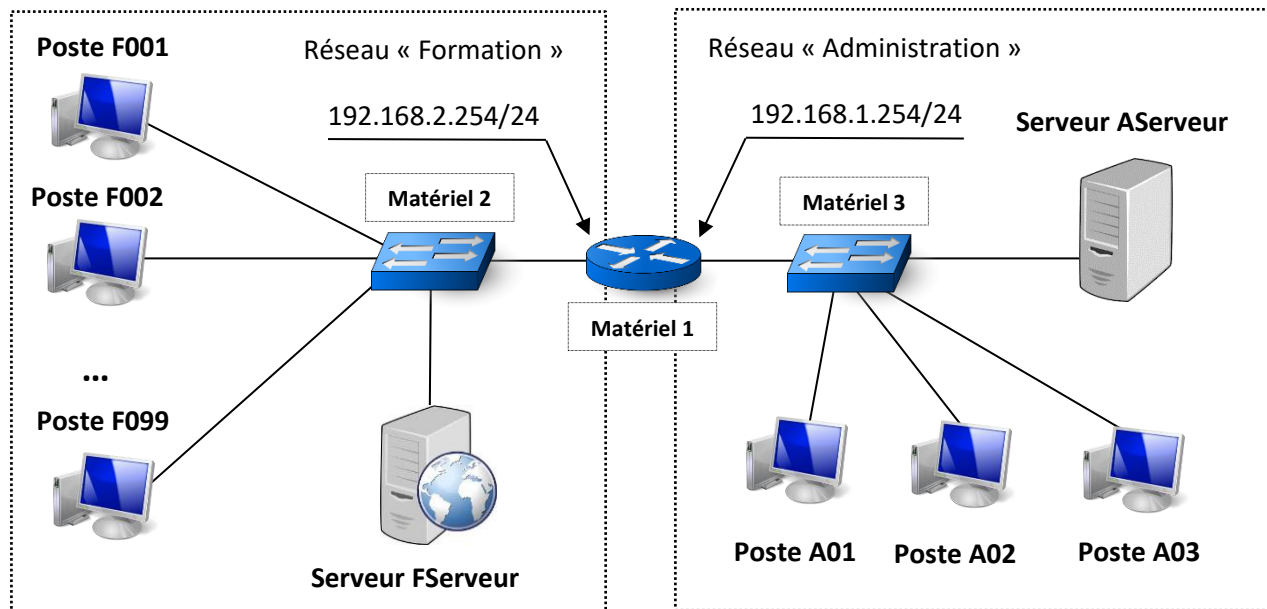 Poste F001
Réseau « Formation »
Réseau « Administration »
192.168.2.254/24
192.168.1.254/24
Serveur AServeur
Poste F002
Matériel 2
Matériel 3
Matériel 1
...
Poste F099
Poste A01
Poste A02
Poste A03
Serveur FServeur